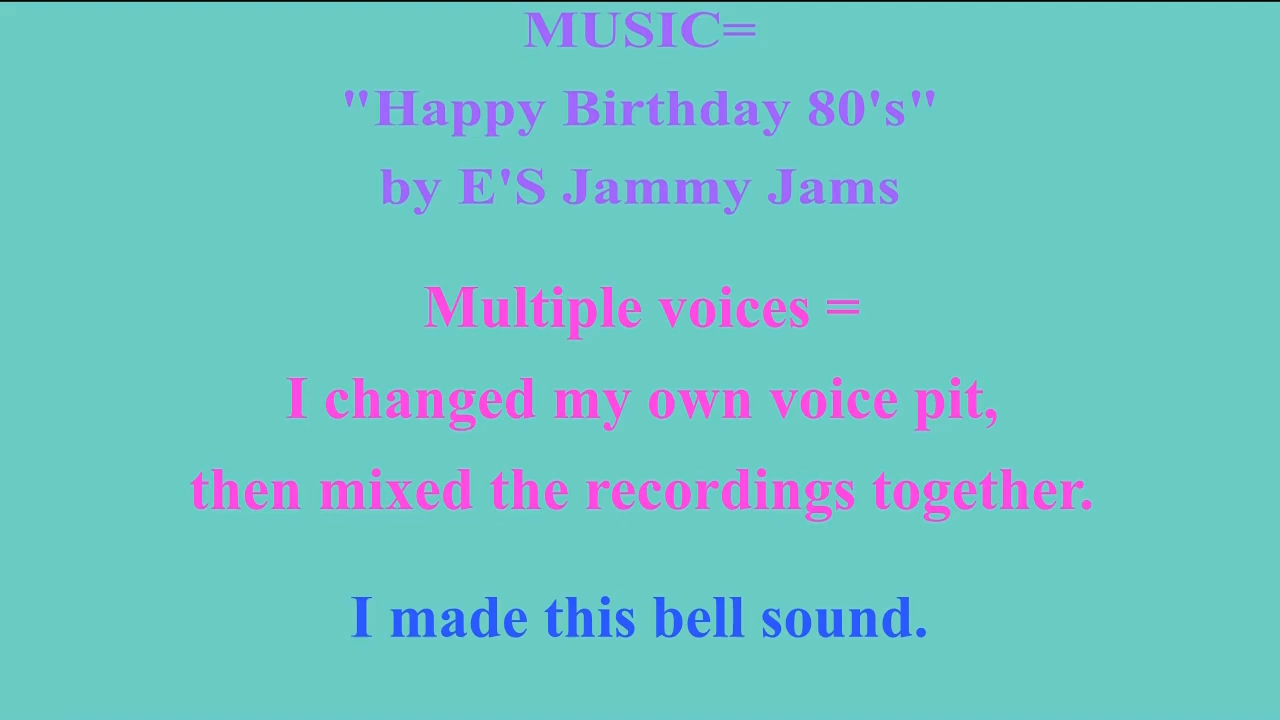 MUSIC=
"Happy Birthday 80's"
by E'S Jammy Jams
Multiple voices =
I changed my own voice pit,
then mixed the recordings together.
I made this bell sound.